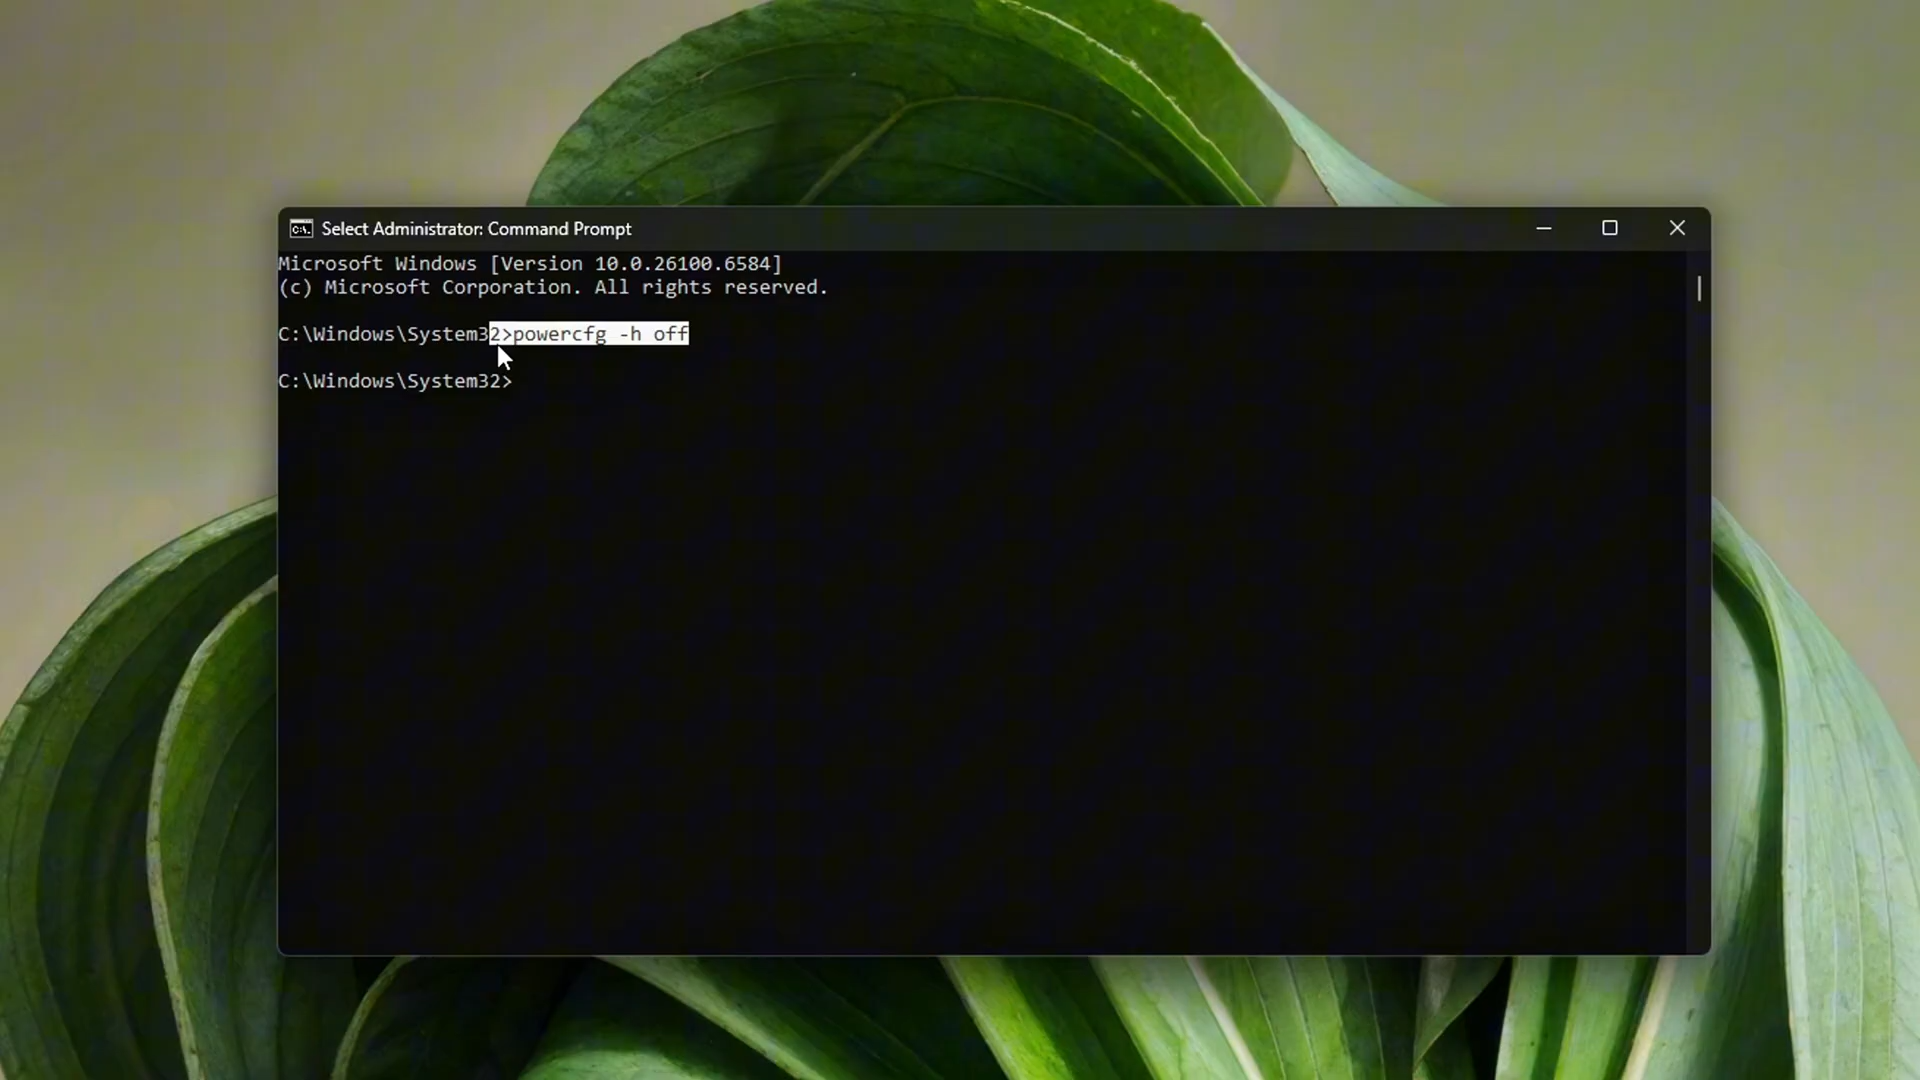 Select Administrator: Command Prompt
Microsoft Windows [Version 10.0.26100.6584]
(c) Microsoft Corporation. All rights reserved.
C:\Windows\System32>powercfg -h off
C:\Windows\System32>